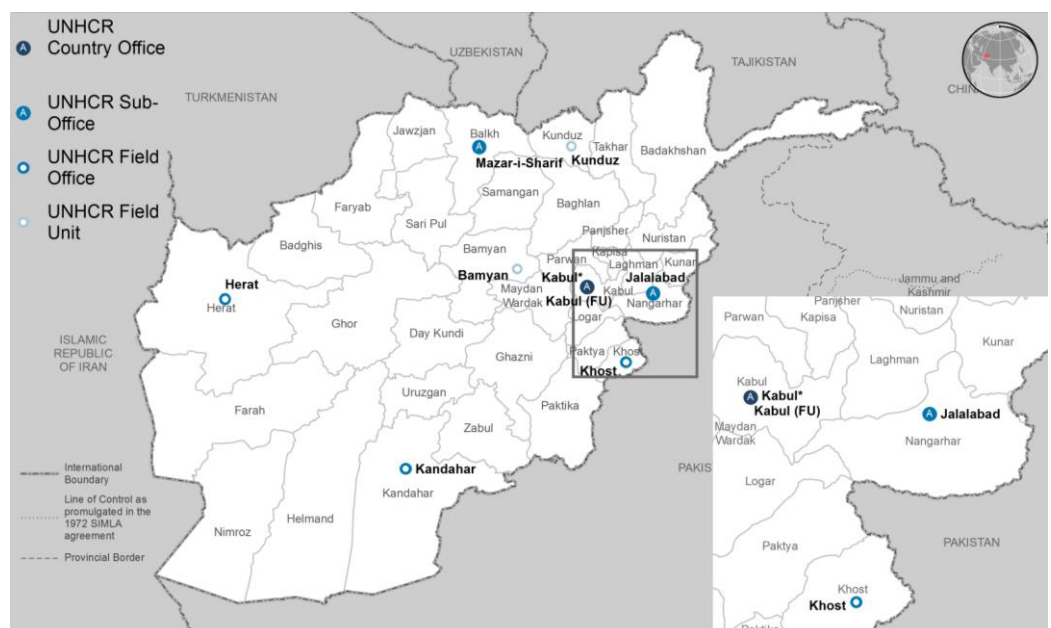 UNHCR
Country Office
UNHCR Sub-
Office
UNHCR Field
Office
UNHCR Field
Unit
UZBEKISTAN
TAJIKISTAN
TURKMENISTAN
CHIN
Jawzjan
Balkh
Mazar-i-Sharif
Kunduz
Kunduz
Takhar
Badakhshan
Samangan
Baghlan
Faryab
Sari Pul
Badghis
Panjsher
Nuristan
Bamyan
Parwan
Kapisa
Laghman
Kunar
Bamyan
Kabul*
Jalalabad
Herat
Herat
Maydan
Wardak
Kabul (FU)
Kabul
Nangarhar
Logar
Jammu and
Kashmir
Ghor
Day Kundi
ISLAMIC
REPUBLIC
OF IRAN
Ghazni
Paktya
Khost
Khost
Uruzgan
Farah
Paktika
Zabul
Kandahar
Kandahar
PAKIS
Nimroz
Helmand
International
Boundary
Line of Control as
promulgated in the
1972 SIMLA
agreement
Provincial Border
Parwan
Panjsher
Kapisa
Nuristan
Kunar
Laghman
Kabul
Kabul*
Kabul (FU)
Jalalabad
Maydan
Wardak
Nangarhar
Logar
PAKISTAN
Paktya
Khost
Khost
Paktika